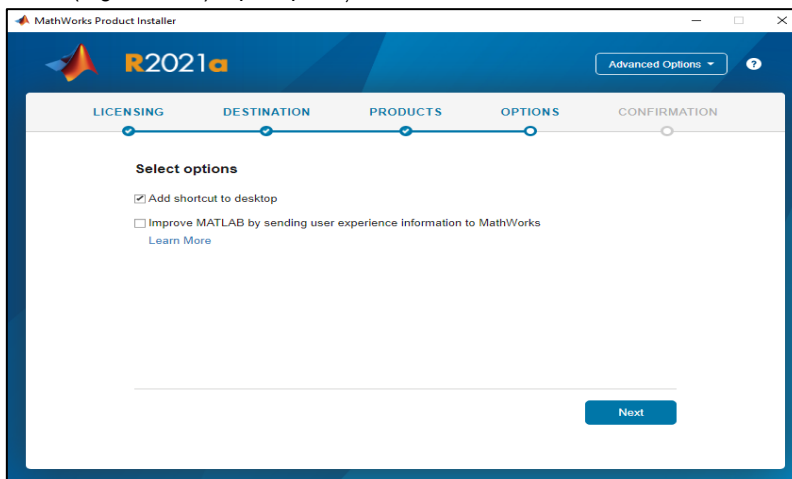 MathWorks Product Installer
R2021a
Advanced Options
?
LICENSING DESTINATION PRODUCTS OPTIONS CONFIRMATION
Select options
Add shortcut to desktop
Improve MATLAB by sending user experience information to MathWorks
Learn More
Next